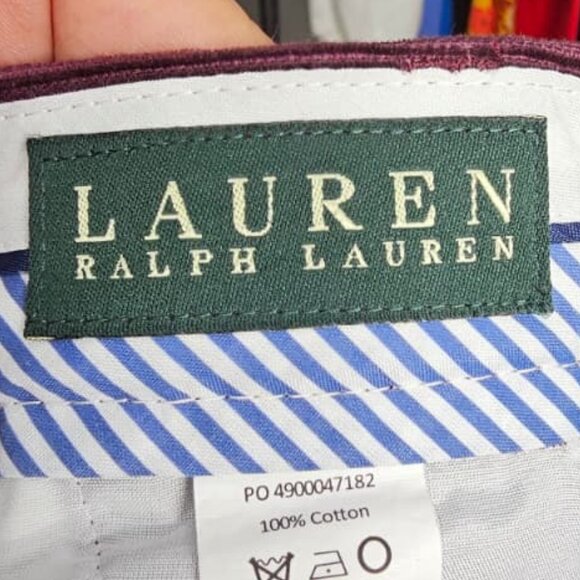 LAUREN
RALPH LAUREN
PO 4900047182
100% Cotton